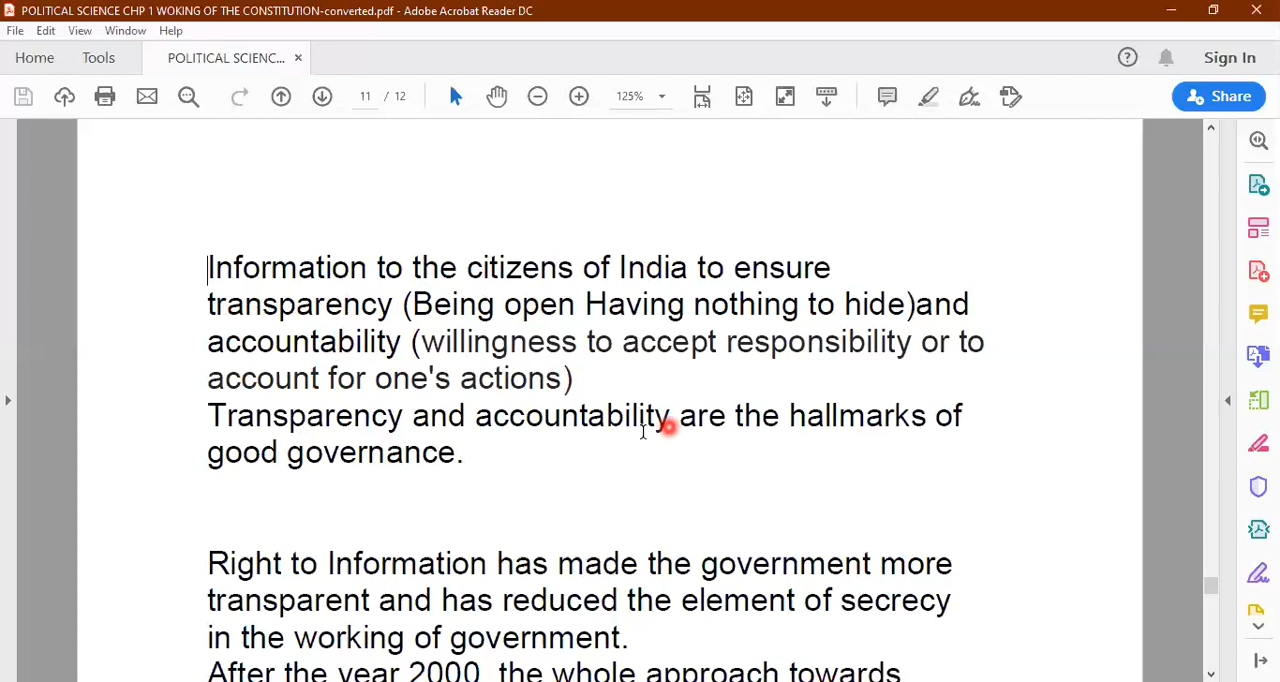 POLITICAL SCIENCE CHP 1 WOKING OF THE CONSTITUTION-converted.pdf - Adobe Acrobat Reader DC
File Edit View Window Help
Home Tools POLITICAL SCIENC... × Sign In
11 / 12 125% Share
Information to the citizens of India to ensure
transparency (Being open Having nothing to hide)and
accountability (willingness to accept responsibility or to
account for one's actions)
Transparency and accountability are the hallmarks of
good governance.
Right to Information has made the government more
transparent and has reduced the element of secrecy
in the working of government.
After the year 2000, the whole approach towards